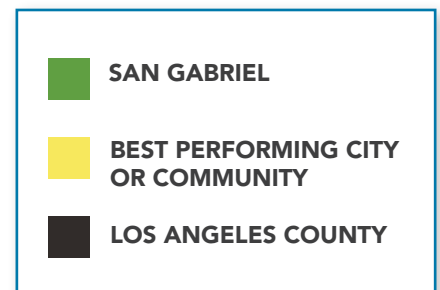 SAN GABRIEL
BEST PERFORMING CITY
OR COMMUNITY
LOS ANGELES COUNTY